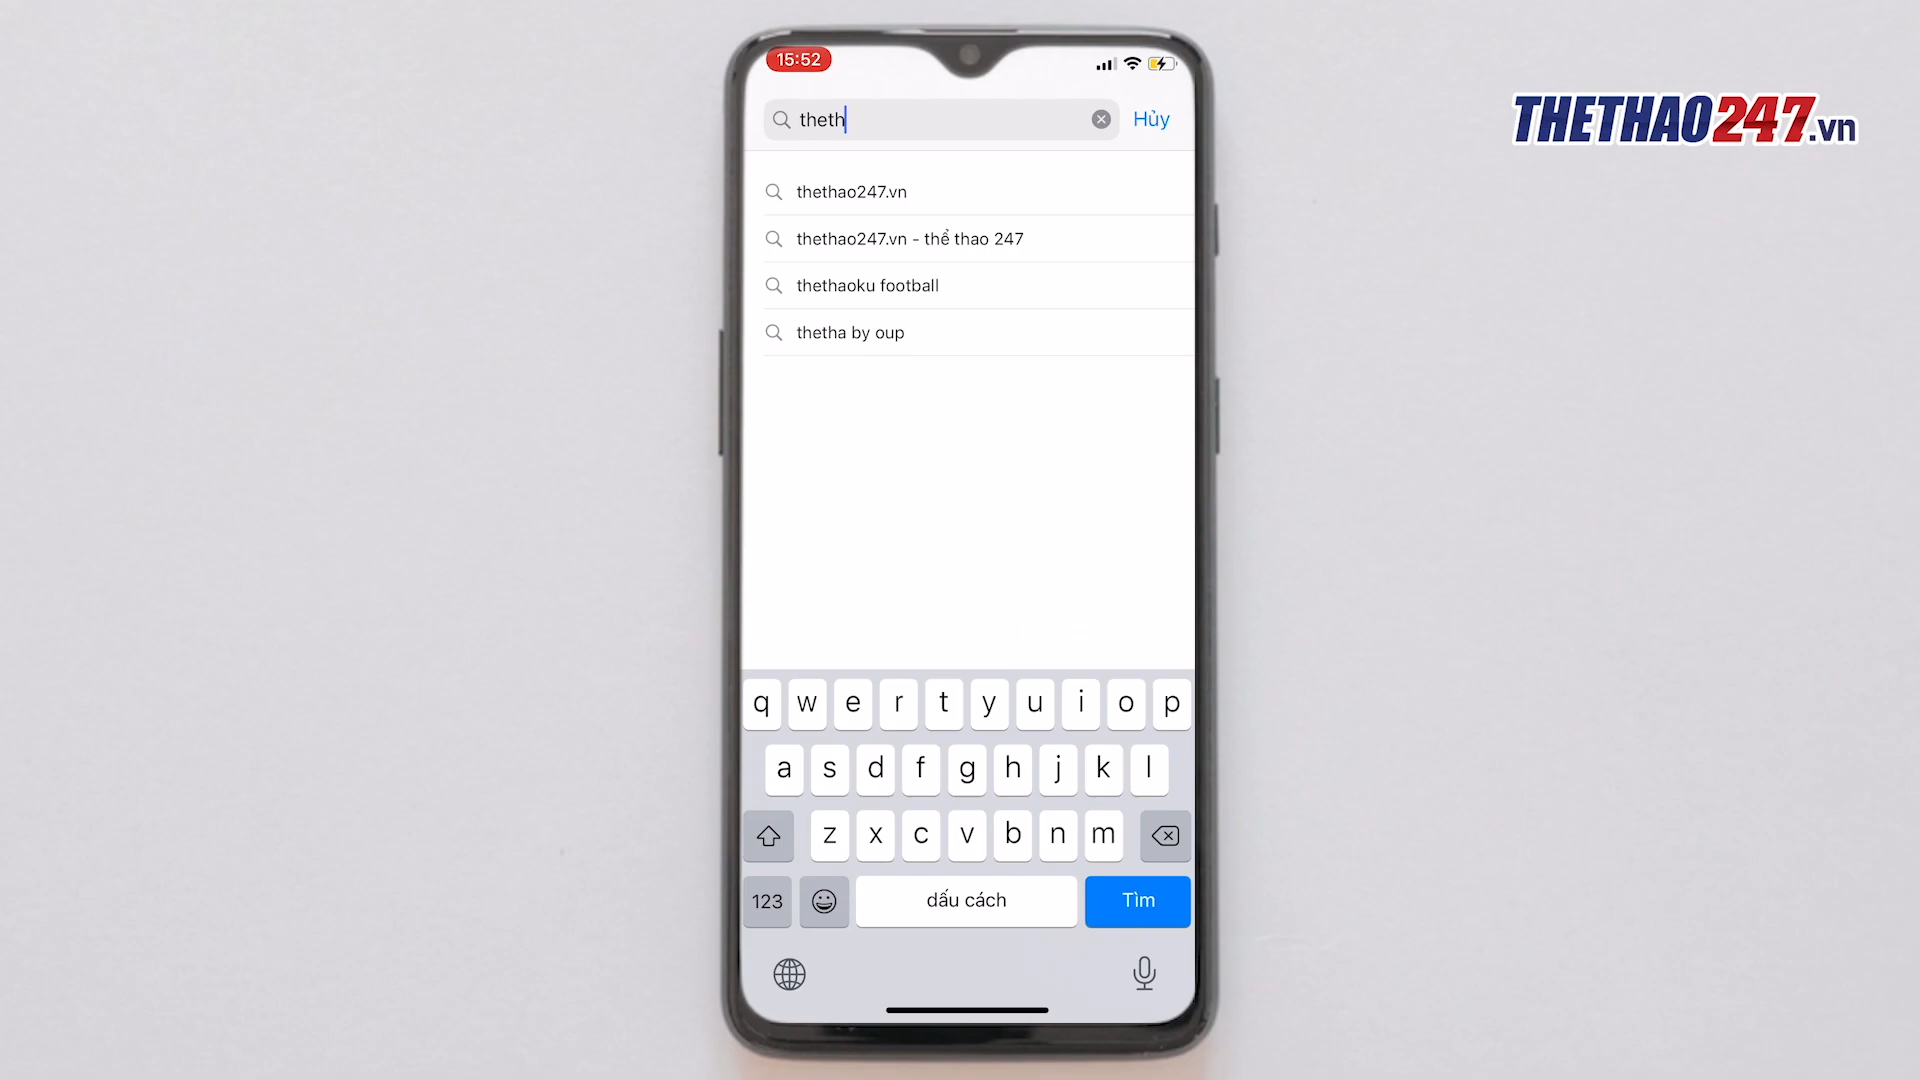 15:52
THETHAO247.vn
theth
Hủy
thethao247.vn
thethao247.vn - thể thao 247
thethaoku football
thetha by oup
q w e r t y u i o p
a s d f g h j k l
z x c v b n m
123
dấu cách
Tìm